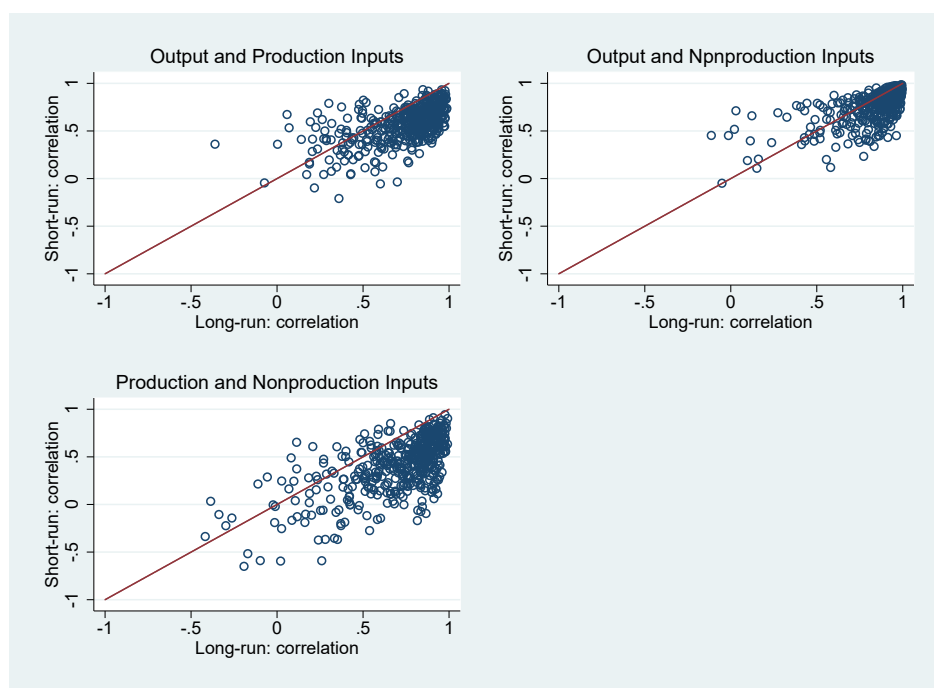 Output and Production Inputs
Short-run: correlation
1
.5
0
-.5
-1
-1 -.5 0 .5 1
Long-run: correlation
Output and Npnproduction Inputs
Short-run: correlation
1
.5
0
-.5
-1
-1 -.5 0 .5 1
Long-run: correlation
Production and Nonproduction Inputs
Short-run: correlation
1
.5
0
-.5
-1
-1 -.5 0 .5 1
Long-run: correlation